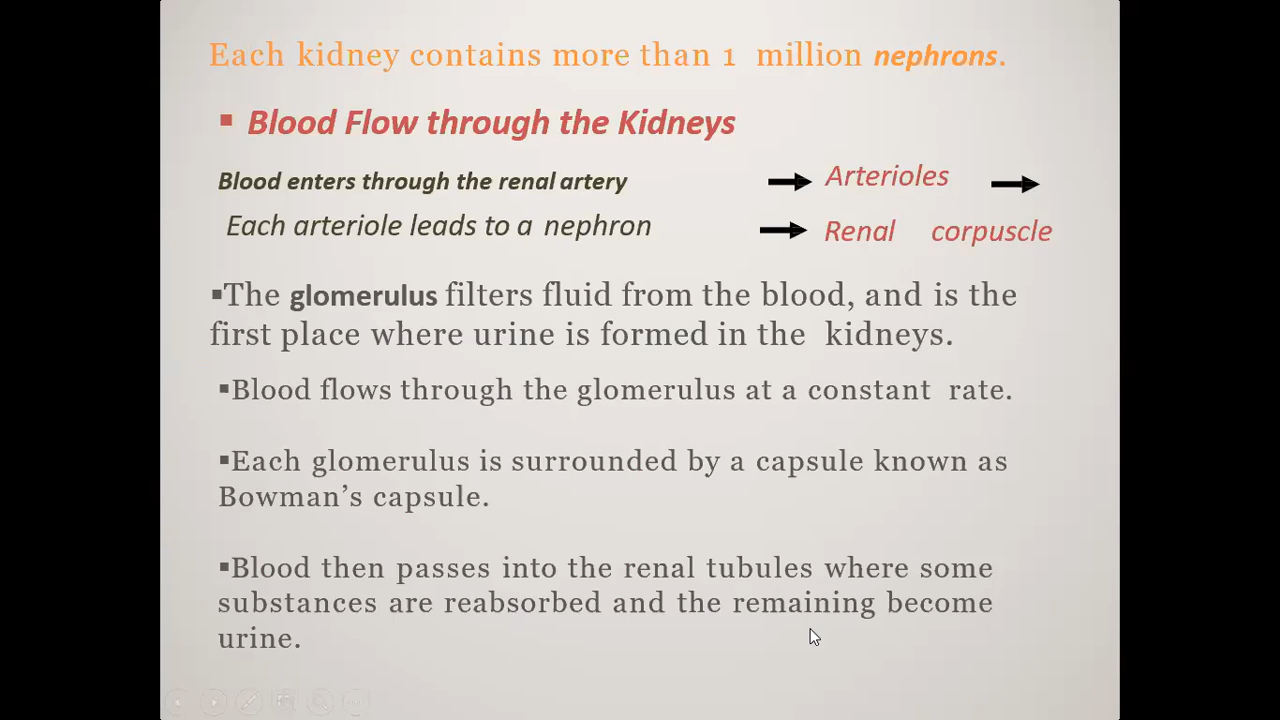 Each kidney contains more than 1 million nephrons.
▪ Blood Flow through the Kidneys
Blood enters through the renal artery → Arterioles →
Each arteriole leads to a nephron → Renal corpuscle
▪The glomerulus filters fluid from the blood, and is the
first place where urine is formed in the kidneys.
▪Blood flows through the glomerulus at a constant rate.
▪Each glomerulus is surrounded by a capsule known as
Bowman’s capsule.
▪Blood then passes into the renal tubules where some
substances are reabsorbed and the remaining become
urine.